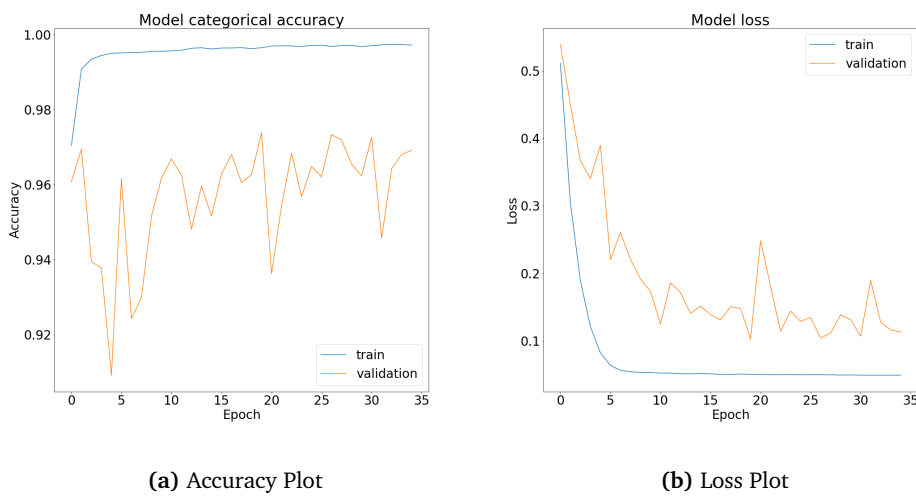 Model categorical accuracy
1.00
0.98
0.96
0.94
0.92
Accuracy
train
validation
0 5 10 15 20 25 30 35
Epoch
(a) Accuracy Plot
Model loss
train
validation
0.5
0.4
0.3
0.2
0.1
Loss
0 5 10 15 20 25 30 35
Epoch
(b) Loss Plot